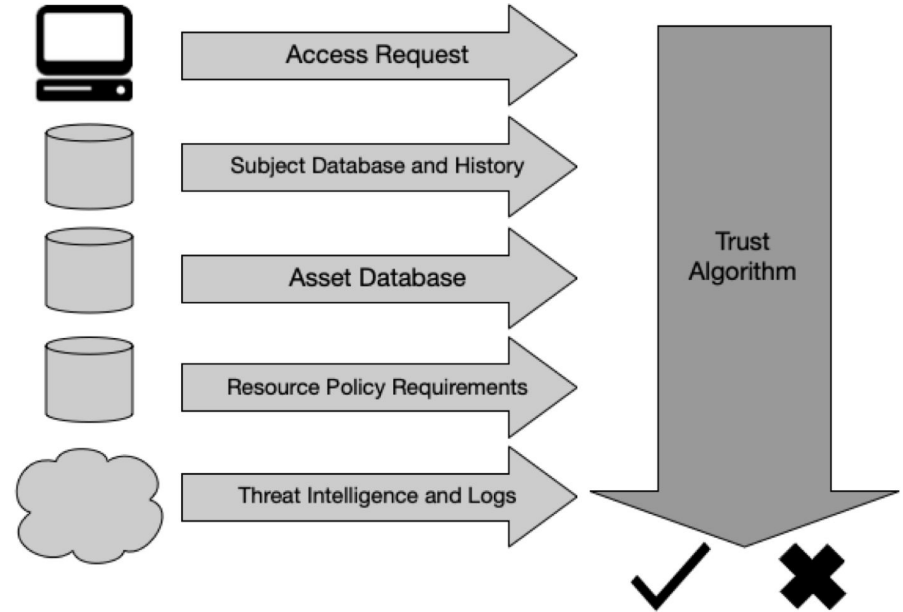 Access Request
Subject Database and History
Asset Database
Resource Policy Requirements
Threat Intelligence and Logs
Trust
Algorithm